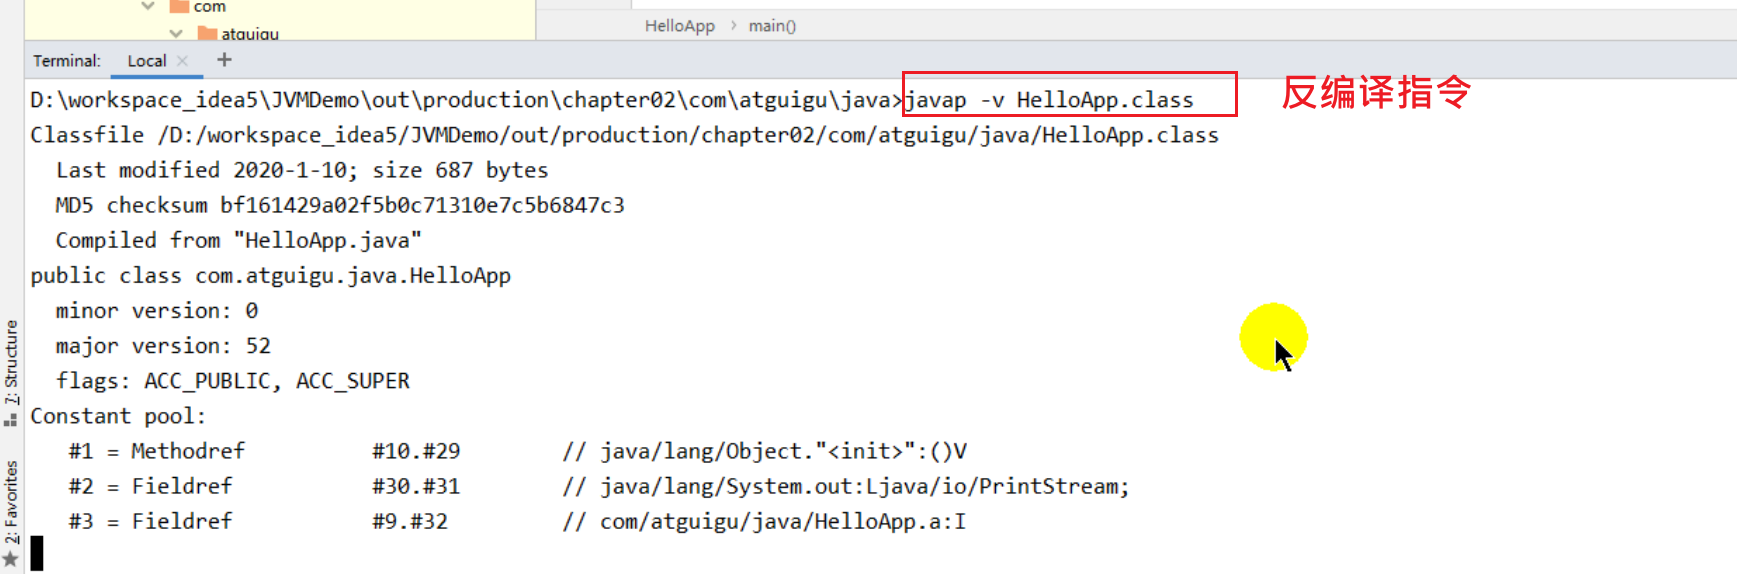 com
atguigu
HelloApp › main()
Terminal: Local × +
D:\workspace_idea5\JVMDemo\out\production\chapter02\com\atguigu\java>javap -v HelloApp.class
反编译指令
Classfile /D:/workspace_idea5/JVMDemo/out/production/chapter02/com/atguigu/java/HelloApp.class
Last modified 2020-1-10; size 687 bytes
MD5 checksum bf161429a02f5b0c71310e7c5b6847c3
Compiled from "HelloApp.java"
public class com.atguigu.java.HelloApp
minor version: 0
major version: 52
flags: ACC_PUBLIC, ACC_SUPER
Constant pool:
#1 = Methodref #10.#29 // java/lang/Object."<init>":()V
#2 = Fieldref #30.#31 // java/lang/System.out:Ljava/io/PrintStream;
#3 = Fieldref #9.#32 // com/atguigu/java/HelloApp.a:I
7: Structure
2: Favorites